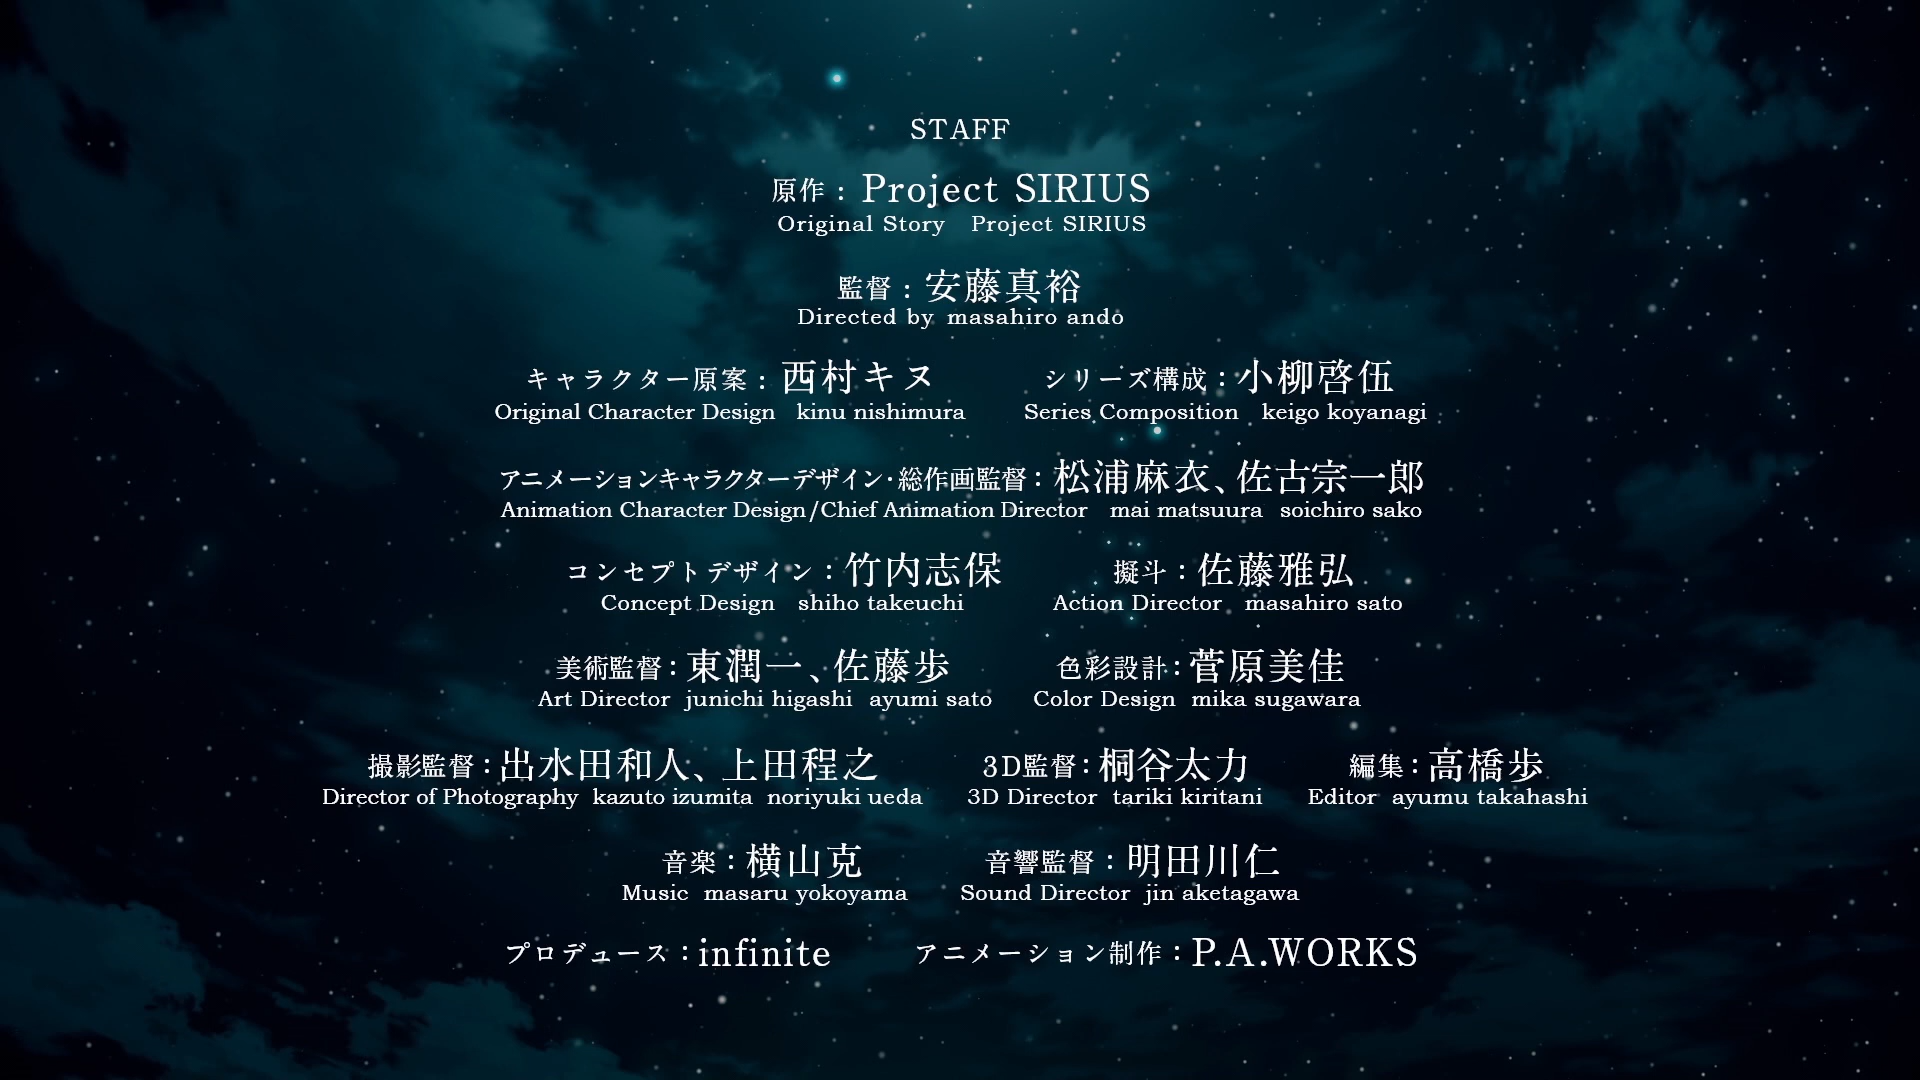 STAFF
原作： Project SIRIUS
Original Story Project SIRIUS
監督： 安藤真裕
Directed by masahiro ando
キャラクター原案： 西村キヌ シリーズ構成：小柳啓伍
Original Character Design kinu nishimura Series Composition keigo koyanagi
アニメーションキャラクターデザイン・総作画監督：松浦麻衣、佐古宗一郎
Animation Character Design/Chief Animation Director mai matsuura soichiro sako
コンセプトデザイン：竹内志保 擬斗：佐藤雅弘
Concept Design shiho takeuchi Action Director masahiro sato
美術監督：東潤一、佐藤歩 色彩設計：菅原美佳
Art Director junichi higashi ayumi sato Color Design mika sugawara
撮影監督：出水田和人、上田程之 3D監督：桐谷太力 編集：高橋歩
Director of Photography kazuto izumita noriyuki ueda 3D Director tariki kiritani Editor ayumu takahashi
音楽：横山克 音響監督：明田川仁
Music masaru yokoyama Sound Director jin aketagawa
プロデュース：infinite アニメーション制作：P.A.WORKS